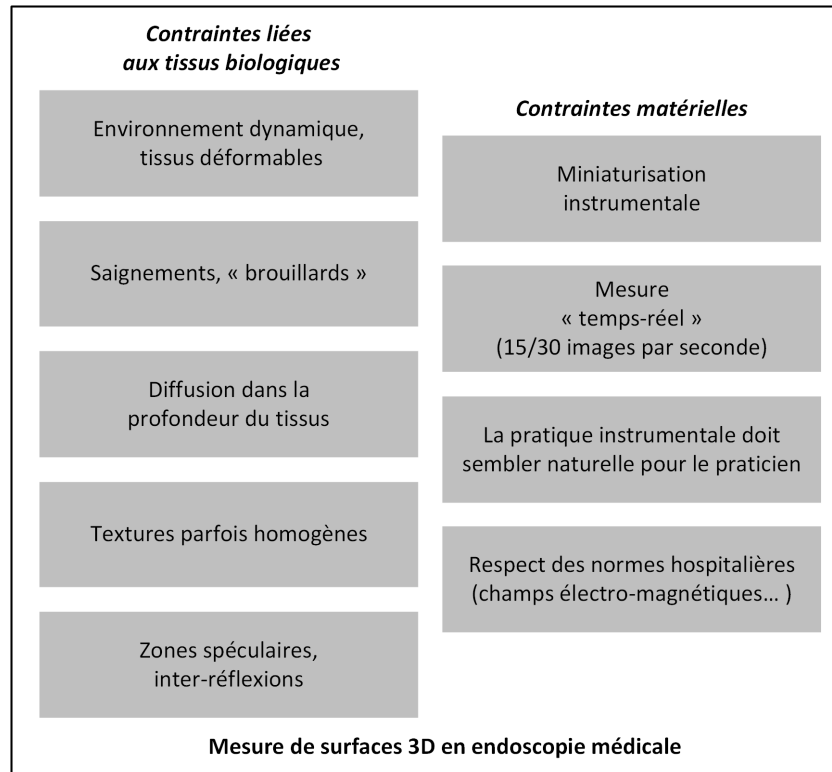 Contraintes liées
aux tissus biologiques
Environnement dynamique,
tissus déformables
Saignements, « brouillards »
Diffusion dans la
profondeur du tissus
Textures parfois homogènes
Zones spéculaires,
inter-réflexions
Contraintes matérielles
Miniaturisation
instrumentale
Mesure
« temps-réel »
(15/30 images par seconde)
La pratique instrumentale doit
sembler naturelle pour le praticien
Respect des normes hospitalières
(champs électro-magnétiques… )
Mesure de surfaces 3D en endoscopie médicale